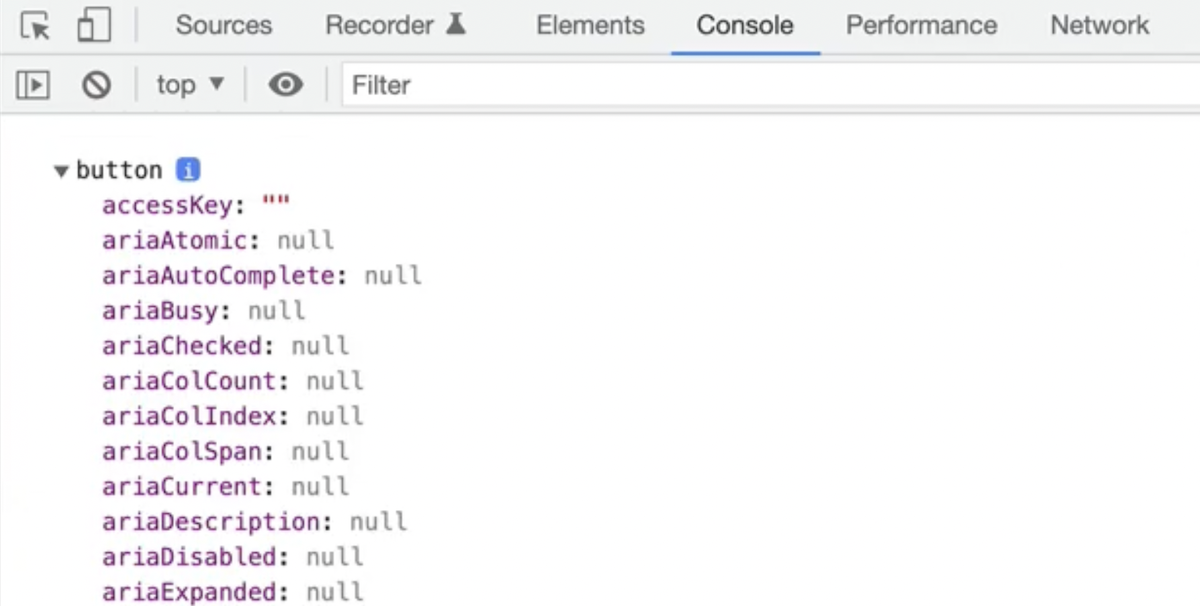 Sources Recorder Elements Console Performance Network
top Filter
button i
accessKey: ""
ariaAtomic: null
ariaAutoComplete: null
ariaBusy: null
ariaChecked: null
ariaColCount: null
ariaColIndex: null
ariaColSpan: null
ariaCurrent: null
ariaDescription: null
ariaDisabled: null
ariaExpanded: null